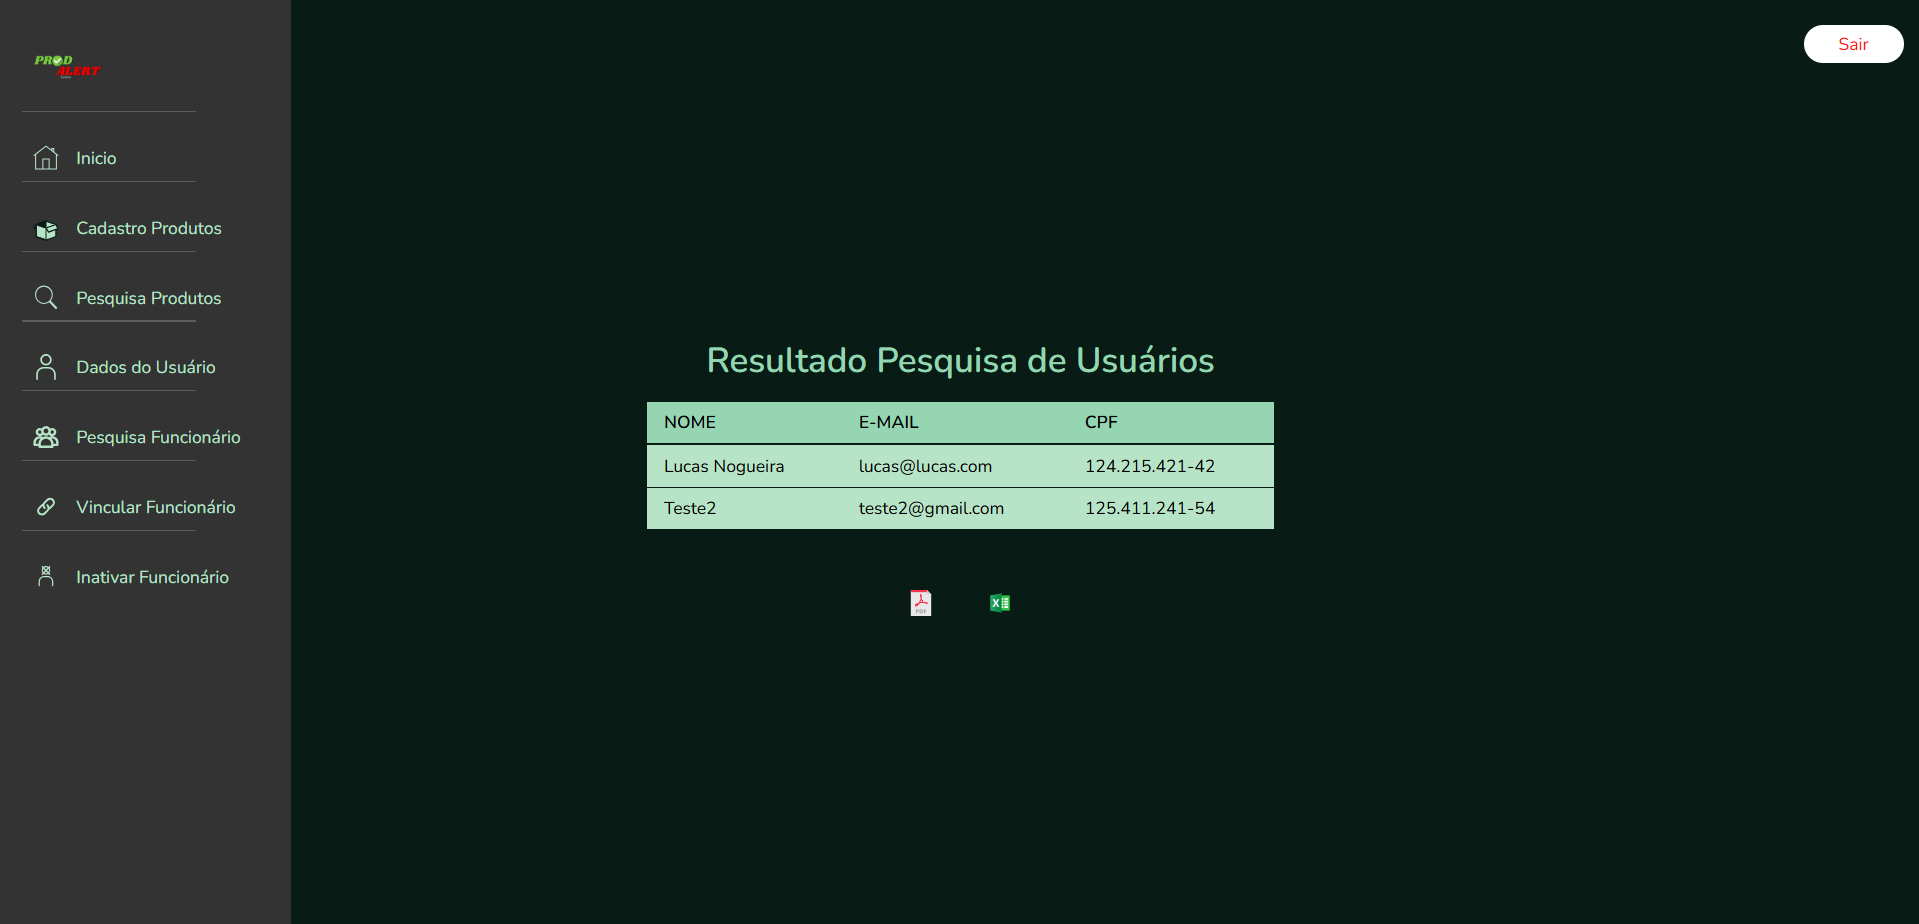 PROD
ALERT
Sair
Inicio
Cadastro Produtos
Pesquisa Produtos
Dados do Usuário
Pesquisa Funcionário
Vincular Funcionário
Inativar Funcionário
Resultado Pesquisa de Usuários
NOME E-MAIL CPF
Lucas Nogueira lucas@lucas.com 124.215.421-42
Teste2 teste2@gmail.com 125.411.241-54
PDF
X